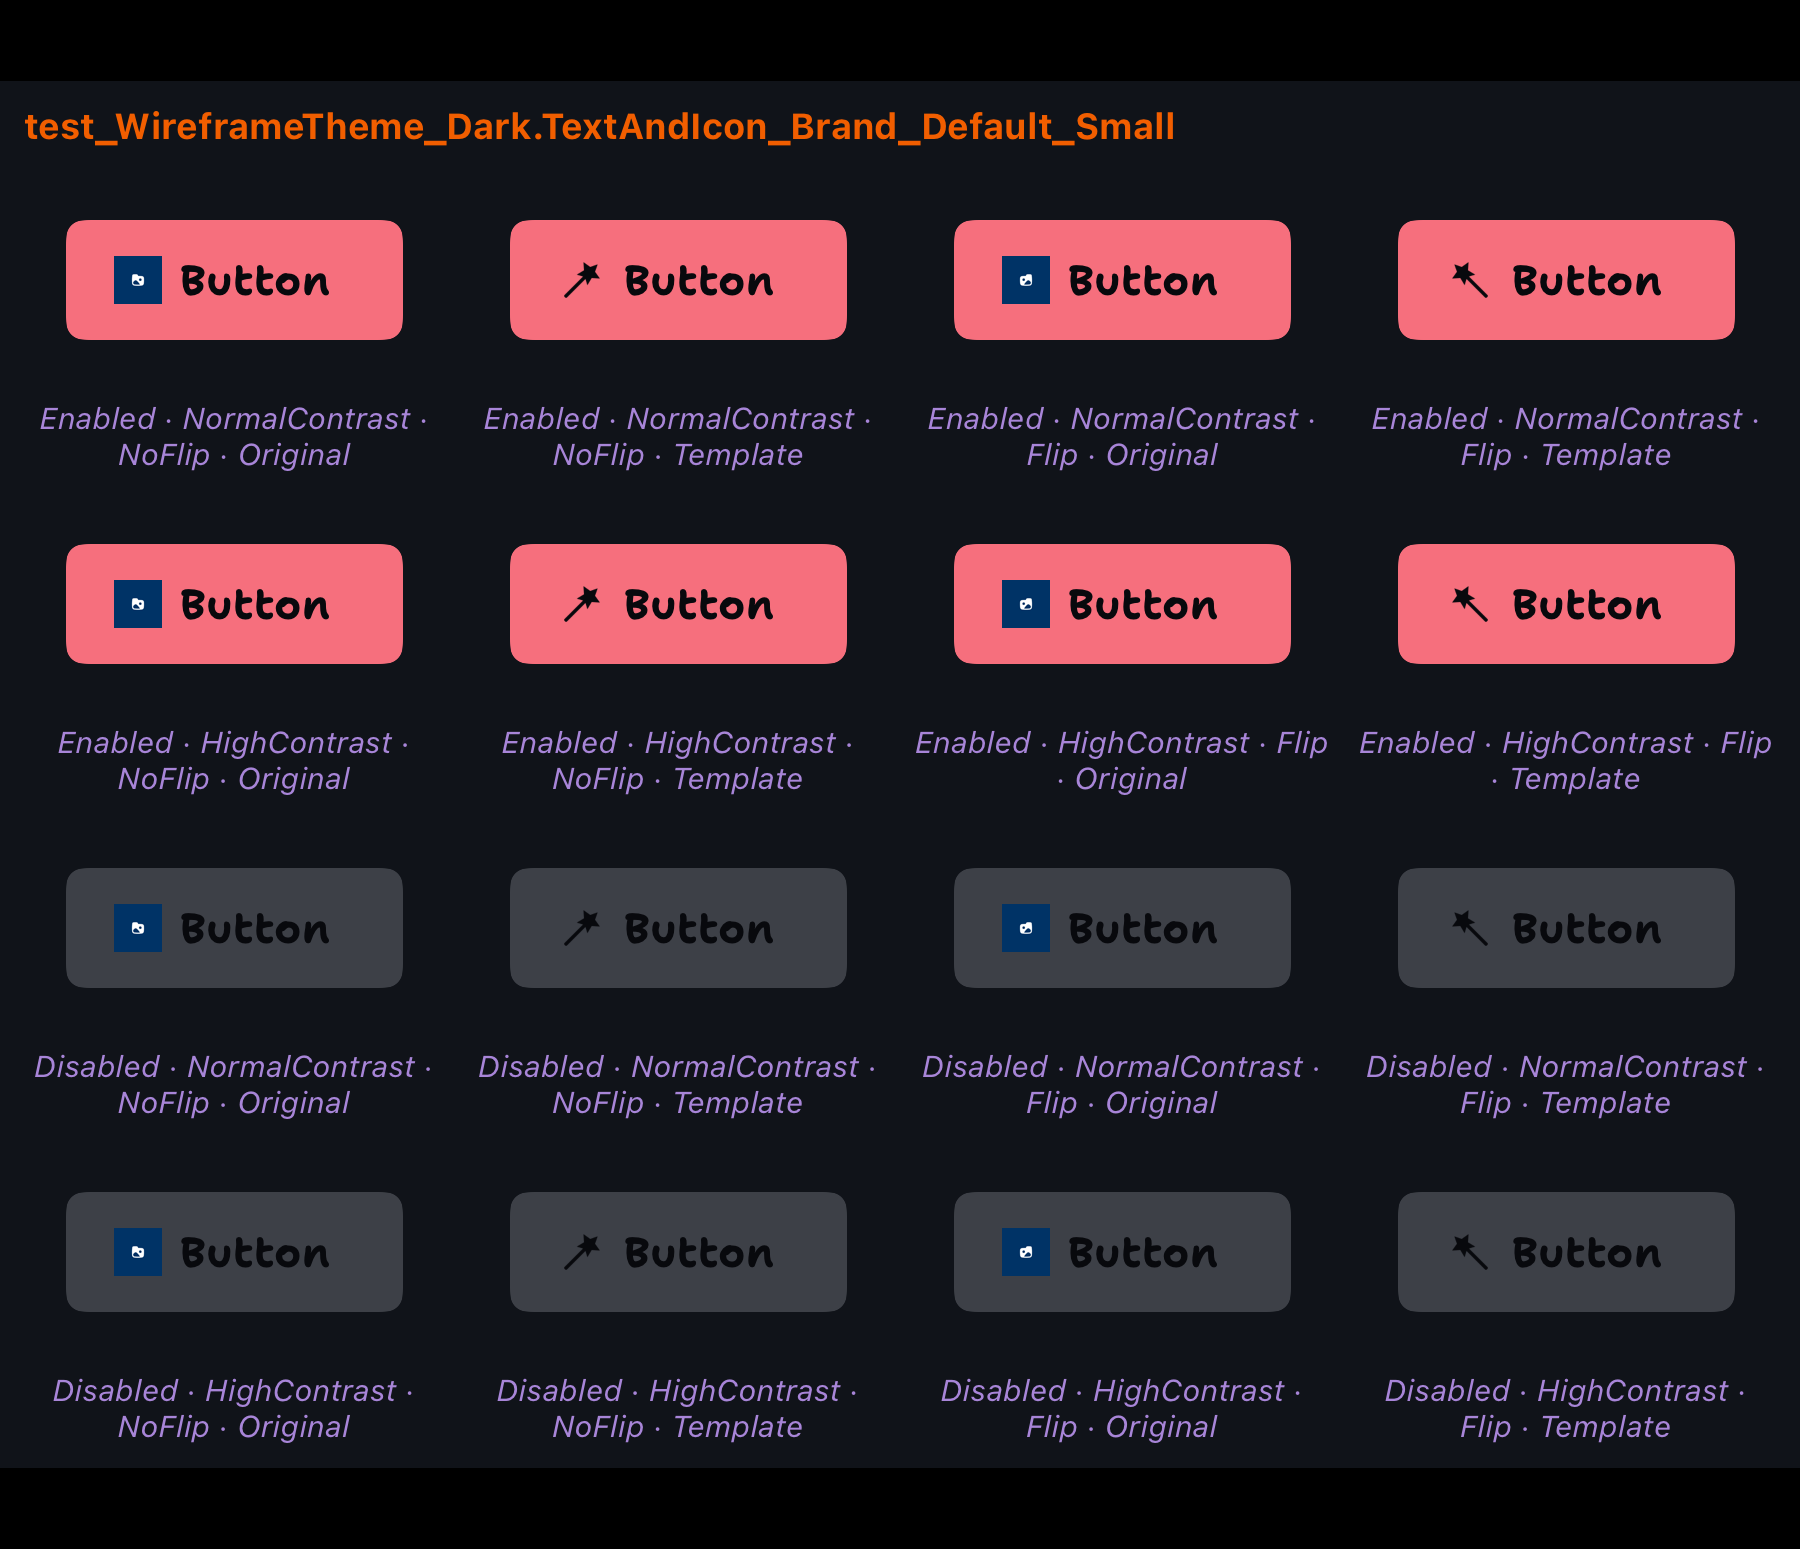 test_WireframeTheme_Dark.TextAndIcon_Brand_Default_Small
Button
Button
Button
Button
Enabled · NormalContrast ·
NoFlip · Original
Enabled · NormalContrast ·
NoFlip · Template
Enabled · NormalContrast ·
Flip · Original
Enabled · NormalContrast ·
Flip · Template
Button
Button
Button
Button
Enabled · HighContrast ·
NoFlip · Original
Enabled · HighContrast ·
NoFlip · Template
Enabled · HighContrast · Flip
· Original
Enabled · HighContrast · Flip
· Template
Button
Button
Button
Button
Disabled · NormalContrast ·
NoFlip · Original
Disabled · NormalContrast ·
NoFlip · Template
Disabled · NormalContrast ·
Flip · Original
Disabled · NormalContrast ·
Flip · Template
Button
Button
Button
Button
Disabled · HighContrast ·
NoFlip · Original
Disabled · HighContrast ·
NoFlip · Template
Disabled · HighContrast ·
Flip · Original
Disabled · HighContrast ·
Flip · Template